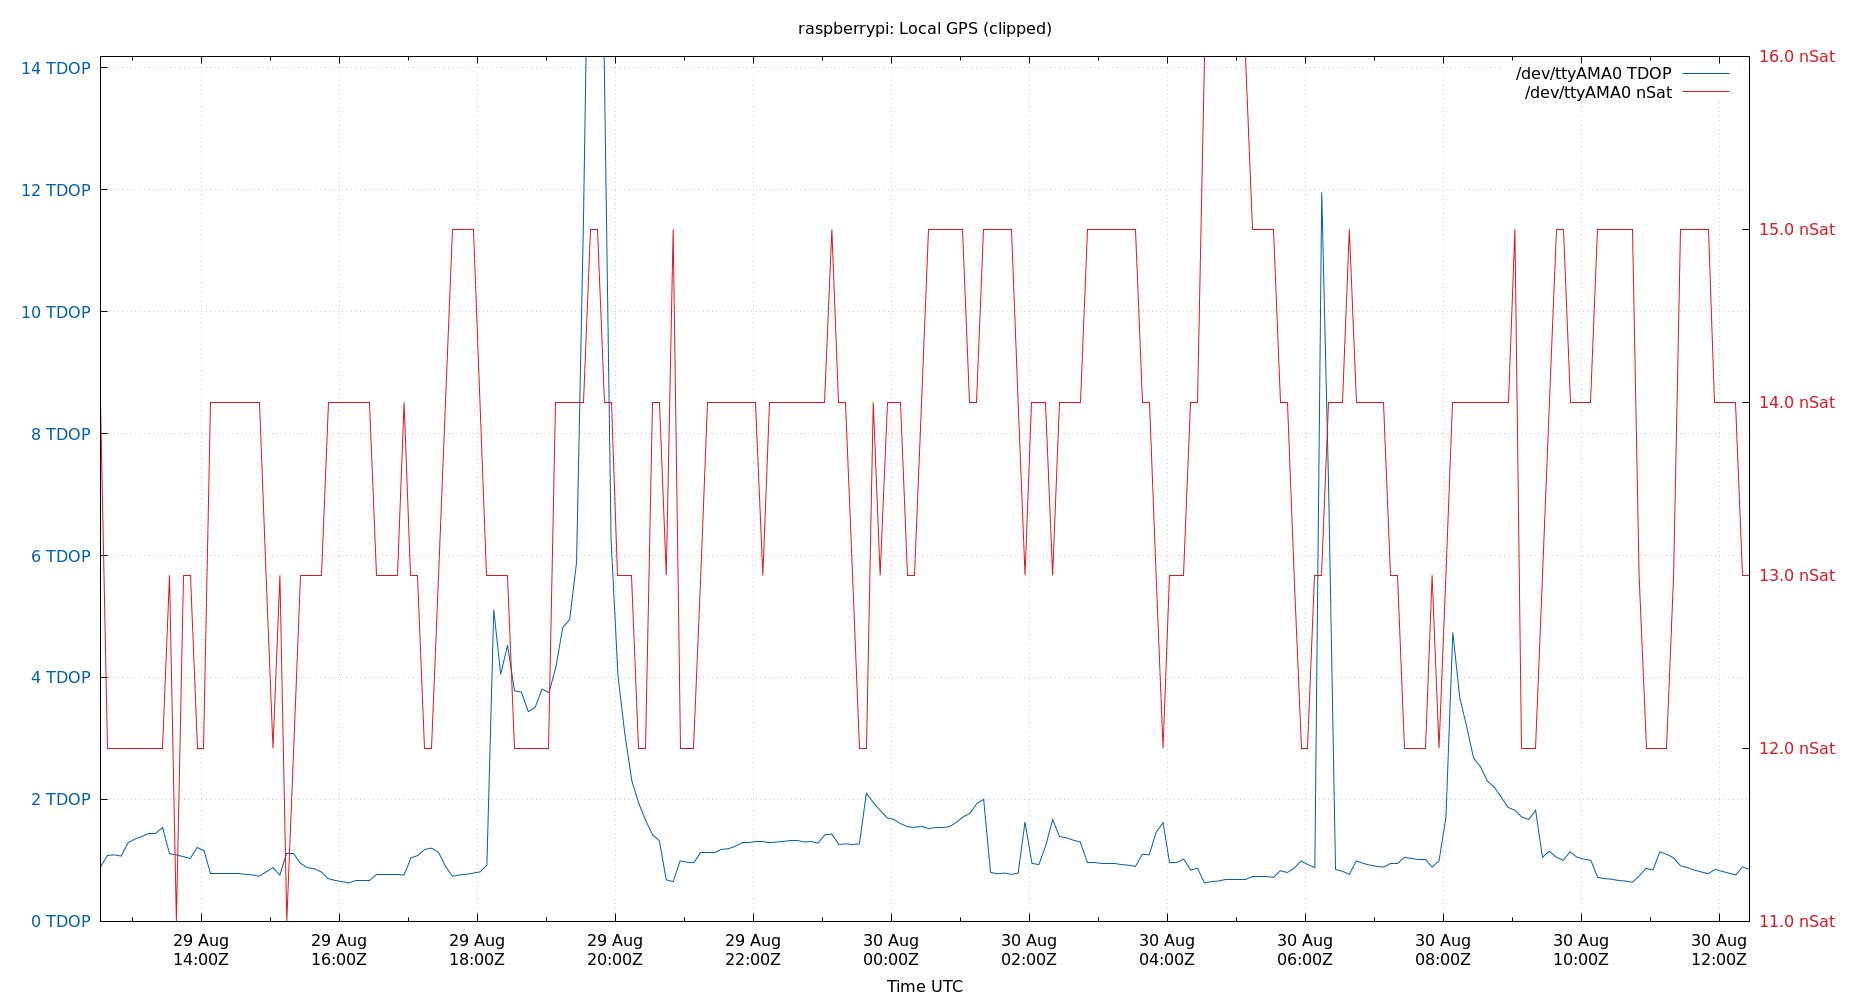 raspberrypi: Local GPS (clipped)
14 TDOP
12 TDOP
10 TDOP
8 TDOP
6 TDOP
4 TDOP
2 TDOP
0 TDOP
16.0 nSat
15.0 nSat
14.0 nSat
13.0 nSat
12.0 nSat
11.0 nSat
/dev/ttyAMA0 TDOP
/dev/ttyAMA0 nSat
29 Aug
14:00Z
29 Aug
16:00Z
29 Aug
18:00Z
29 Aug
20:00Z
29 Aug
22:00Z
30 Aug
00:00Z
30 Aug
02:00Z
30 Aug
04:00Z
30 Aug
06:00Z
30 Aug
08:00Z
30 Aug
10:00Z
30 Aug
12:00Z
Time UTC